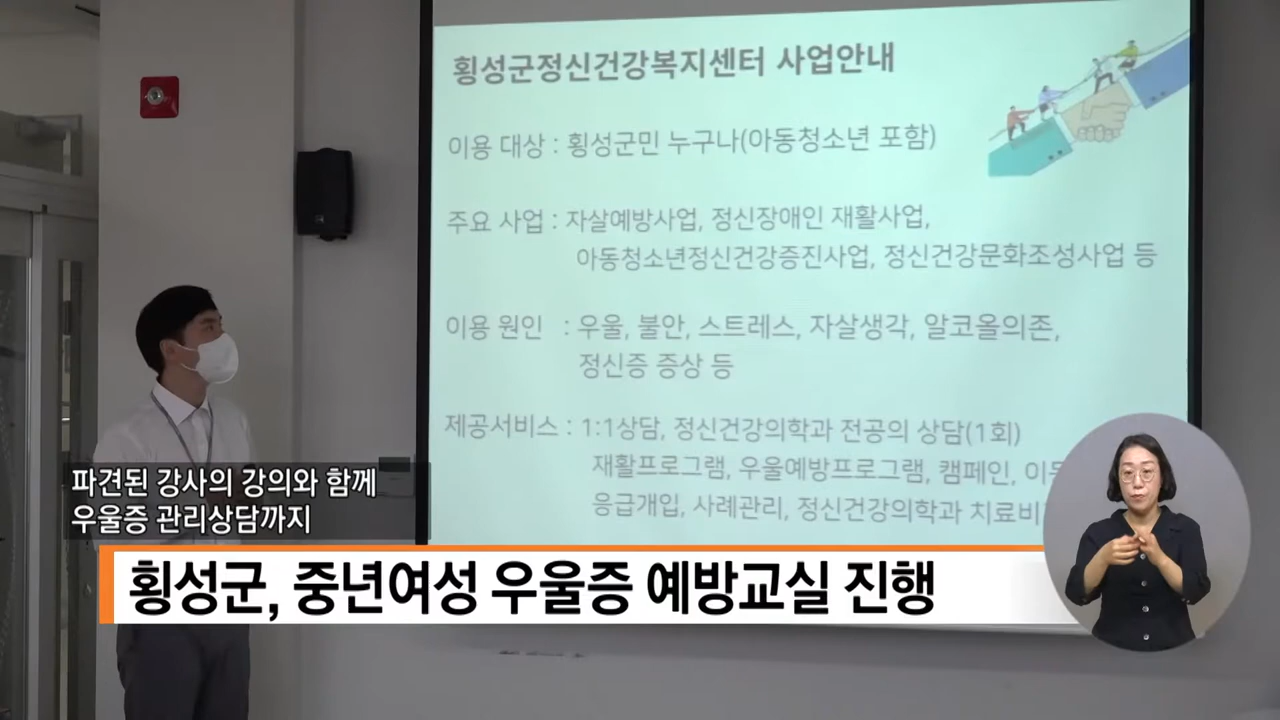 횡성군정신건강복지센터 사업안내
이용 대상 : 횡성군민 누구나(아동청소년 포함)
주요 사업 : 자살예방사업, 정신장애인 재활사업,
아동청소년정신건강증진사업, 정신건강문화조성사업 등
이용 원인 : 우울, 불안, 스트레스, 자살생각, 알코올의존,
정신증 증상 등
제공서비스 : 1:1상담, 정신건강의학과 전공의 상담(1회)
재활프로그램, 우울예방프로그램, 캠페인,
응급개입, 사례관리, 정신건강의학과
파견된 강사의 강의와 함께
우울증 관리상담까지
횡성군, 중년여성 우울증 예방교실 진행